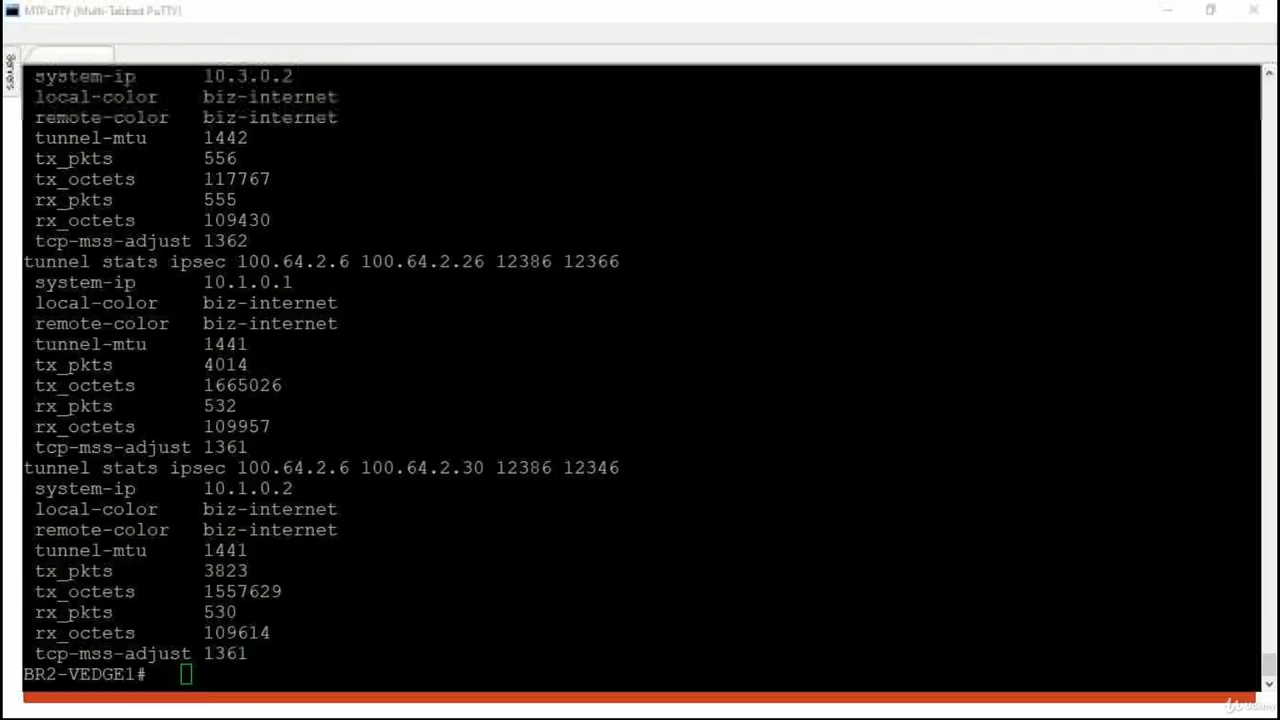 MTPuTTY (Multi-Tabbed PuTTY)
Servers
system-ip 10.3.0.2
local-color biz-internet
remote-color biz-internet
tunnel-mtu 1442
tx_pkts 556
tx_octets 117767
rx_pkts 555
rx_octets 109430
tcp-mss-adjust 1362
tunnel stats ipsec 100.64.2.6 100.64.2.26 12386 12366
system-ip 10.1.0.1
local-color biz-internet
remote-color biz-internet
tunnel-mtu 1441
tx_pkts 4014
tx_octets 1665026
rx_pkts 532
rx_octets 109957
tcp-mss-adjust 1361
tunnel stats ipsec 100.64.2.6 100.64.2.30 12386 12346
system-ip 10.1.0.2
local-color biz-internet
remote-color biz-internet
tunnel-mtu 1441
tx_pkts 3823
tx_octets 1557629
rx_pkts 530
rx_octets 109614
tcp-mss-adjust 1361
BR2-VEDGE1#
Udemy